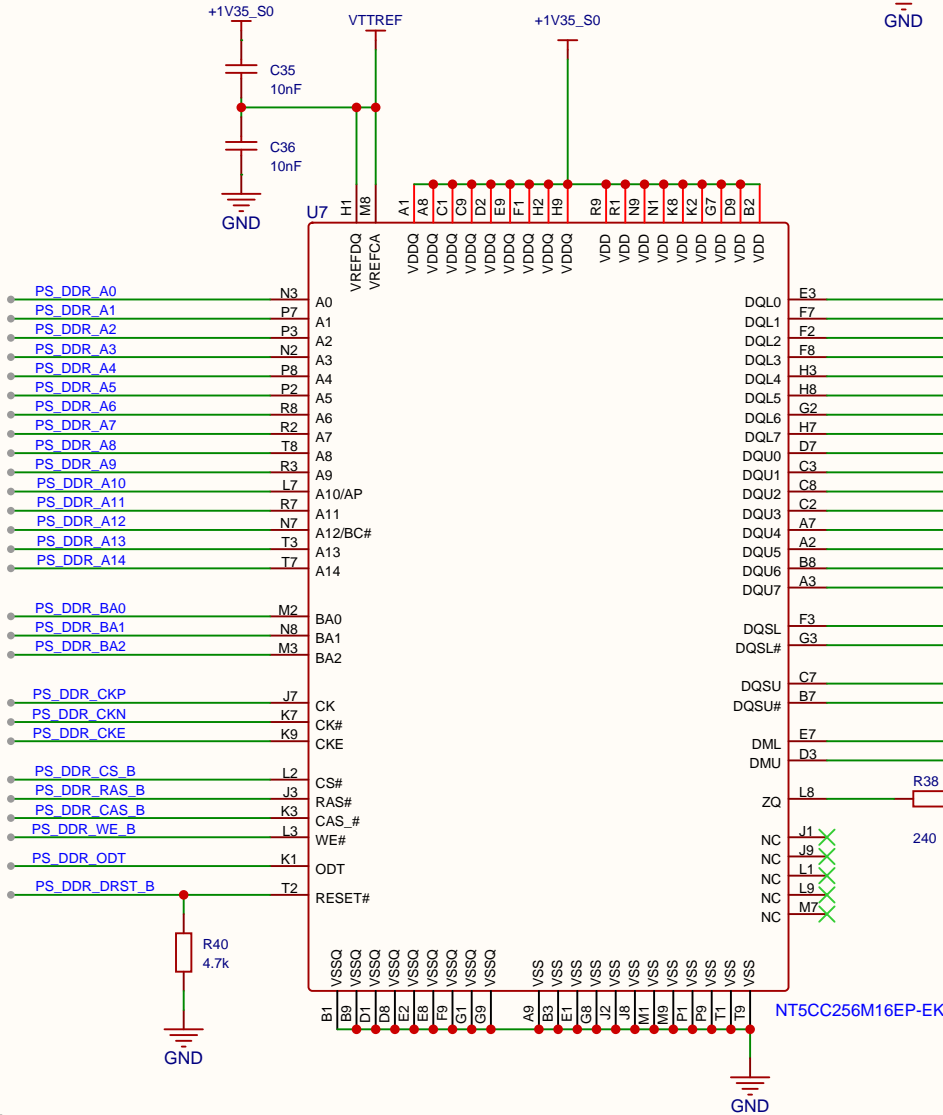 +1V35_S0
VTTREF
+1V35_S0
GND
C35
10nF
C36
10nF
GND
U7
H1
M8
A1
A8
C1
C9
D2
E9
F1
H2
H9
R9
R1
N9
N1
K8
K2
G7
D9
B2
VREFDQ
VREFCA
VDDQ
VDDQ
VDDQ
VDDQ
VDDQ
VDDQ
VDDQ
VDDQ
VDDQ
VDD
VDD
VDD
VDD
VDD
VDD
VDD
VDD
VDD
PS_DDR_A0 N3 A0
PS_DDR_A1 P7 A1
PS_DDR_A2 P3 A2
PS_DDR_A3 N2 A3
PS_DDR_A4 P8 A4
PS_DDR_A5 P2 A5
PS_DDR_A6 R8 A6
PS_DDR_A7 R2 A7
PS_DDR_A8 T8 A8
PS_DDR_A9 R3 A9
PS_DDR_A10 L7 A10/AP
PS_DDR_A11 R7 A11
PS_DDR_A12 N7 A12/BC#
PS_DDR_A13 T3 A13
PS_DDR_A14 T7 A14
PS_DDR_BA0 M2 BA0
PS_DDR_BA1 N8 BA1
PS_DDR_BA2 M3 BA2
PS_DDR_CKP J7 CK
PS_DDR_CKN K7 CK#
PS_DDR_CKE K9 CKE
PS_DDR_CS_B L2 CS#
PS_DDR_RAS_B J3 RAS#
PS_DDR_CAS_B K3 CAS_#
PS_DDR_WE_B L3 WE#
PS_DDR_ODT K1 ODT
PS_DDR_DRST_B T2 RESET#
DQL0 E3
DQL1 F7
DQL2 F2
DQL3 F8
DQL4 H3
DQL5 H8
DQL6 G2
DQL7 H7
DQU0 D7
DQU1 C3
DQU2 C8
DQU3 C2
DQU4 A7
DQU5 A2
DQU6 B8
DQU7 A3
DQSL F3
DQSL# G3
DQSU C7
DQSU# B7
DML E7
DMU D3
ZQ L8
R38
240
NC J1
NC J9
NC L1
NC L9
NC M7
R40
4.7k
GND
VSSQ
VSSQ
VSSQ
VSSQ
VSSQ
VSSQ
VSSQ
VSSQ
VSSQ
VSS
VSS
VSS
VSS
VSS
VSS
VSS
VSS
VSS
VSS
VSS
VSS
B1
B9
D1
D8
E2
E8
F9
G1
G9
A9
B3
E1
G8
J2
J8
M1
M9
P1
P9
T1
T9
NT5CC256M16EP-EK
GND